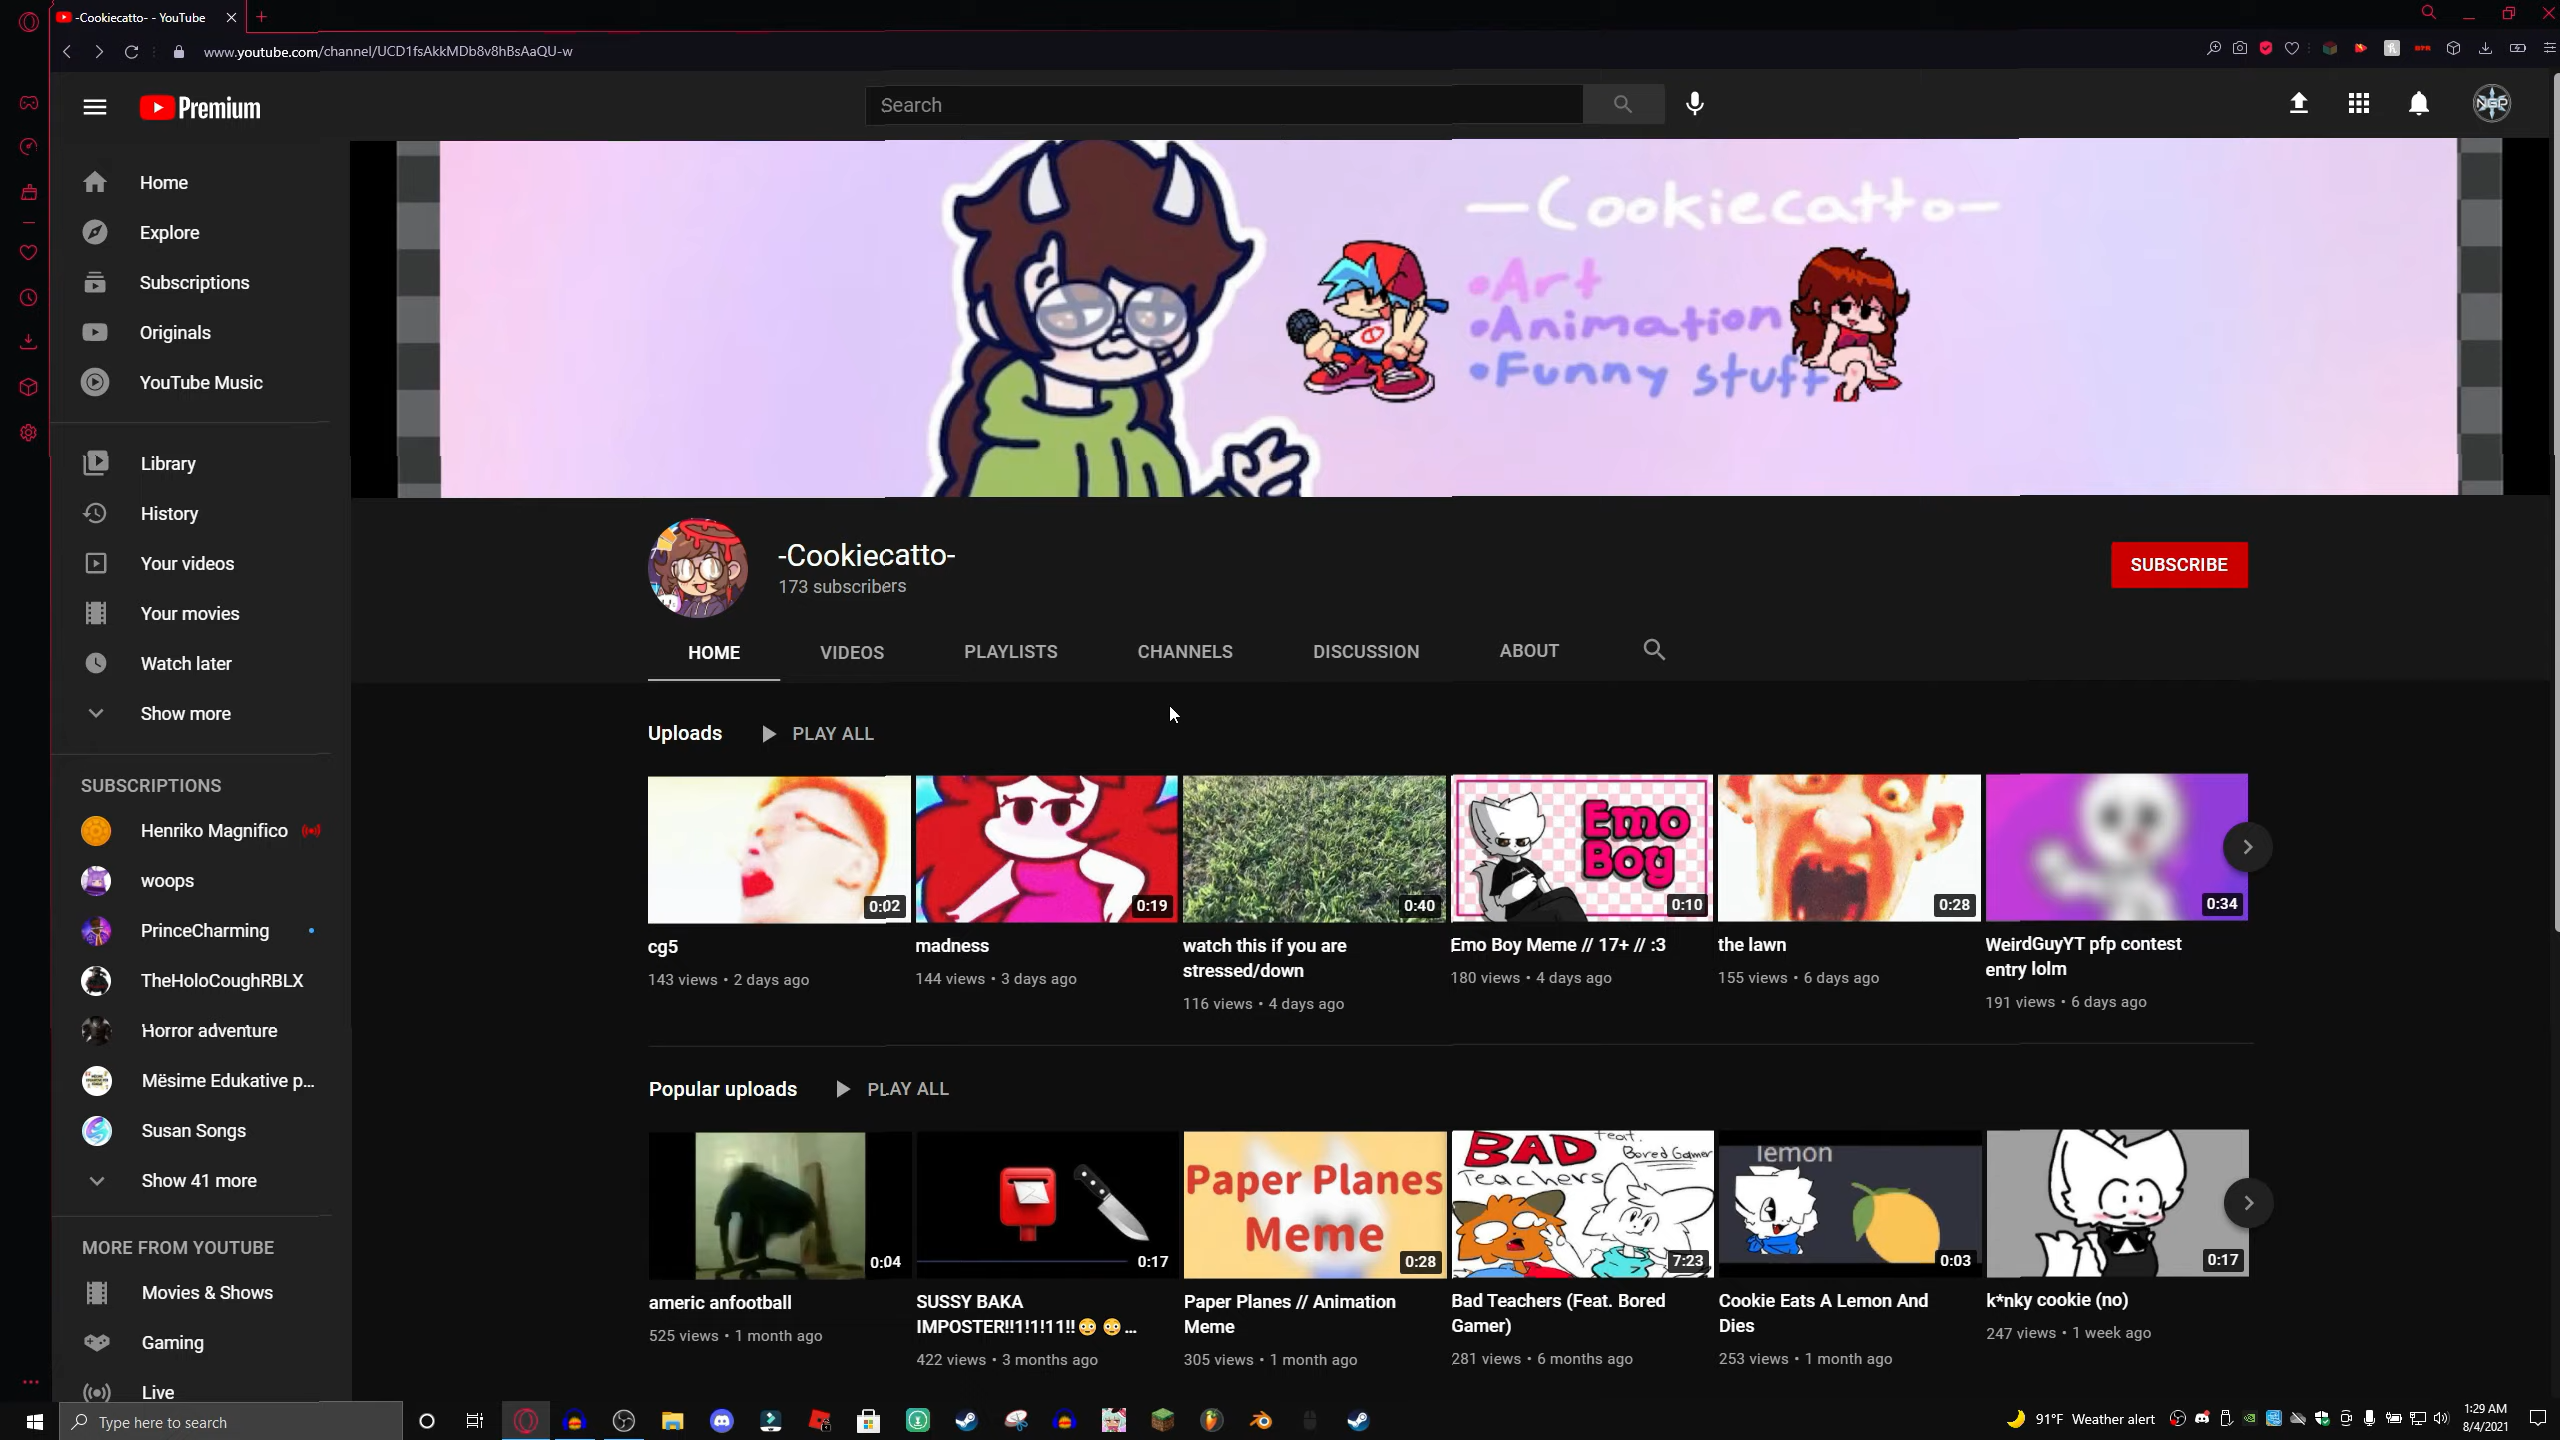 -Cookiecatto- - YouTube
www.youtube.com/channel/UCD1fsAkkMDb8v8hBsAaQU-w
Premium
Search
NGP
Home
Explore
Subscriptions
Originals
YouTube Music
Library
History
Your videos
Your movies
Watch later
Show more
SUBSCRIPTIONS
Henriko Magnifico
woops
PrinceCharming
TheHoloCoughRBLX
Horror adventure
Mësime Edukative p...
Susan Songs
Show 41 more
MORE FROM YOUTUBE
Movies & Shows
Gaming
Live
-Cookiecatto-
•Art
•Animation
•Funny stuff
-Cookiecatto-
173 subscribers
SUBSCRIBE
HOME
VIDEOS
PLAYLISTS
CHANNELS
DISCUSSION
ABOUT
Uploads
PLAY ALL
0:02
cg5
143 views • 2 days ago
0:19
madness
144 views • 3 days ago
0:40
watch this if you are
stressed/down
116 views • 4 days ago
Emo
Boy
0:10
Emo Boy Meme // 17+ // :3
180 views • 4 days ago
0:28
the lawn
155 views • 6 days ago
0:34
WeirdGuyYT pfp contest
entry lolm
191 views • 6 days ago
Popular uploads
PLAY ALL
0:04
americ anfootball
525 views • 1 month ago
0:17
SUSSY BAKA
IMPOSTER!!1!1!11!!😳 😳 ...
422 views • 3 months ago
Paper Planes
Meme
0:28
Paper Planes // Animation
Meme
305 views • 1 month ago
BAD
Teachers
feat.
Bored Gamer
7:23
Bad Teachers (Feat. Bored
Gamer)
281 views • 6 months ago
lemon
0:03
Cookie Eats A Lemon And
Dies
253 views • 1 month ago
0:17
k*nky cookie (no)
247 views • 1 week ago
Type here to search
91°F Weather alert
1:29 AM
8/4/2021